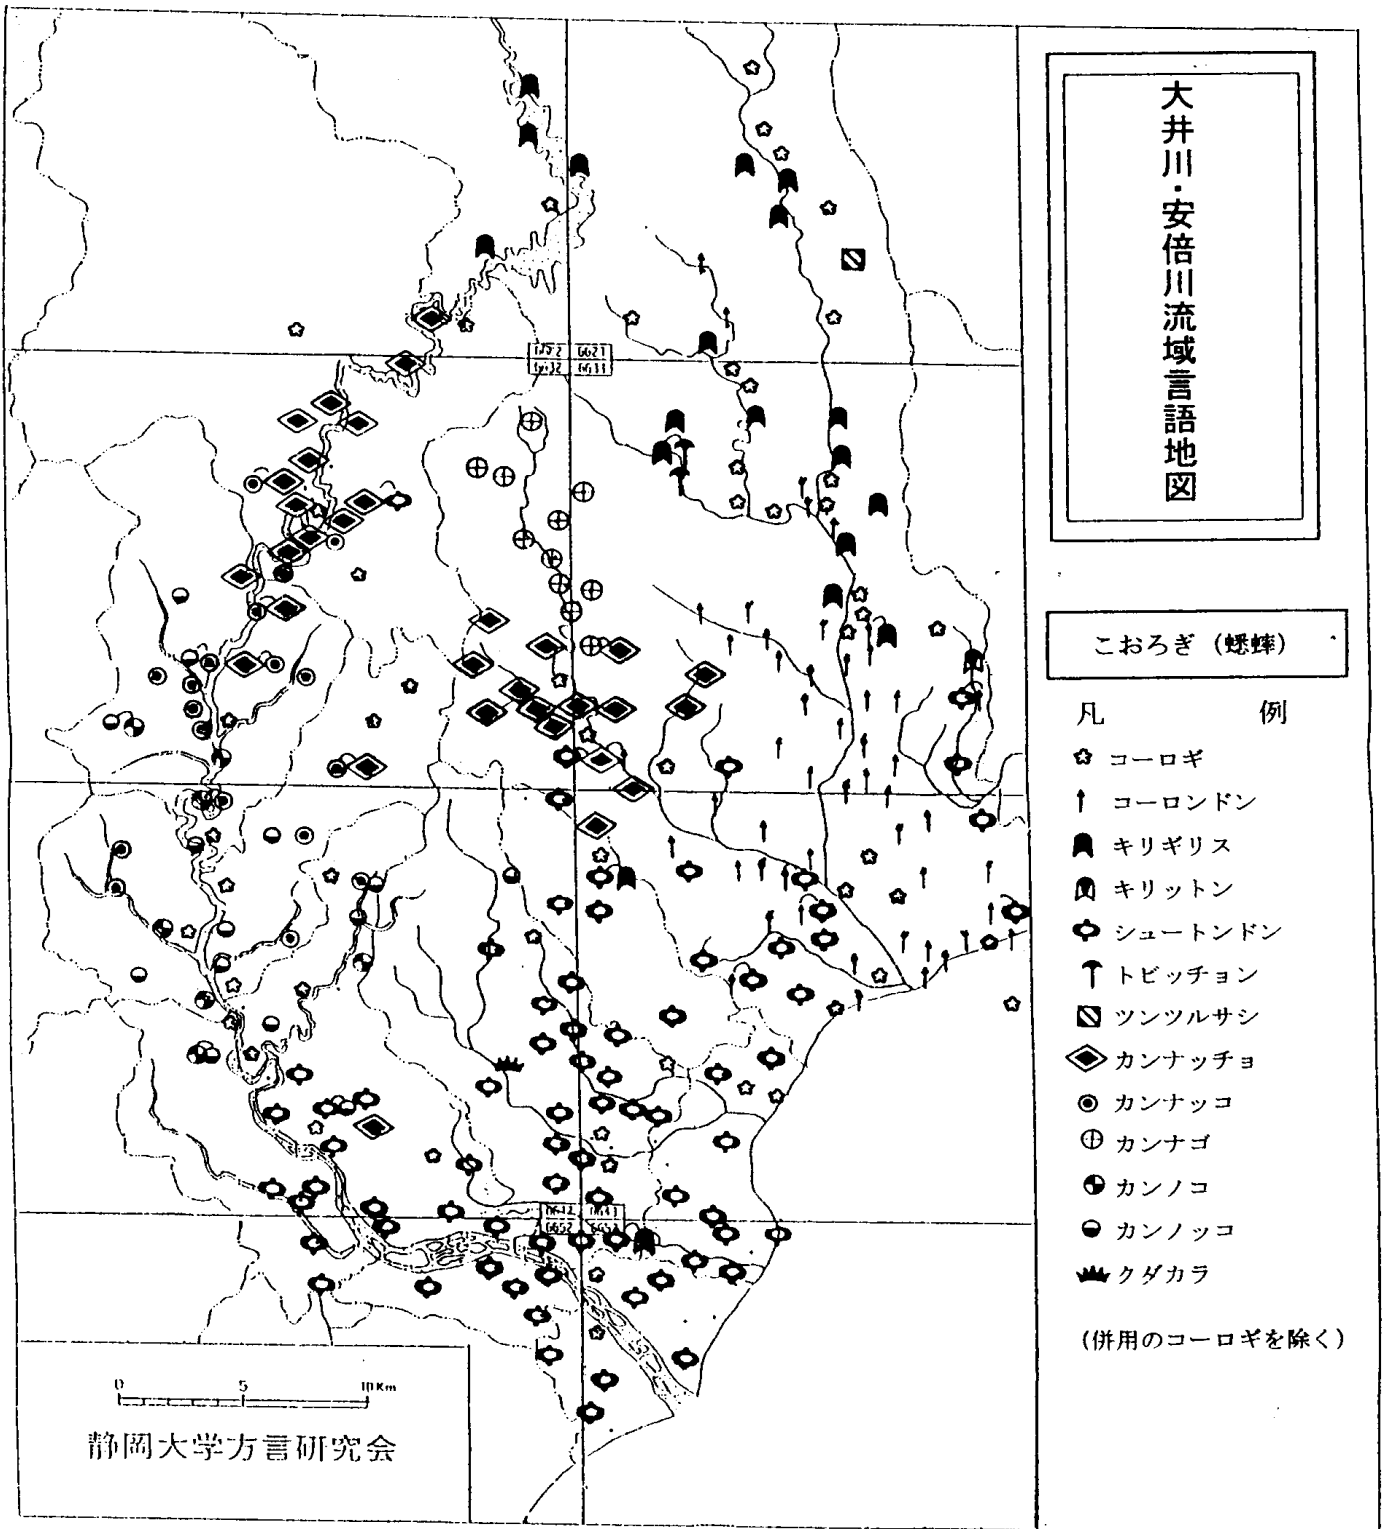 大井川・安倍川流域言語地図
こおろぎ (蟋蟀)
凡 例
コーロギ
コーロンドン
キリギリス
キリットン
シュートンドン
トビッチョン
ツンツルサシ
カンナッチョ
カンナッコ
カンナゴ
カンノコ
カンノッコ
クダカラ
(併用のコーロギを除く)
0 5 10Km
静岡大学方言研究会